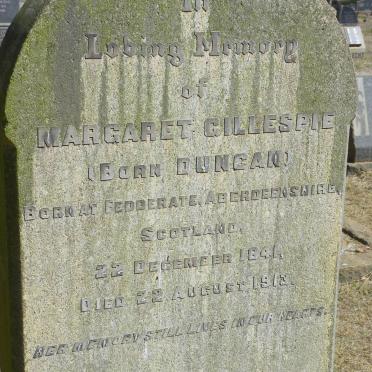 In
Loving Memory
of
MARGARET GILLESPIE
(BORN DUNCAN)
BORN AT FEDDERATE, ABERDEENSHIRE,
SCOTLAND,
22 DECEMBER 1841,
DIED 22 AUGUST 1913.
HER MEMORY STILL LIVES IN OUR HEARTS.